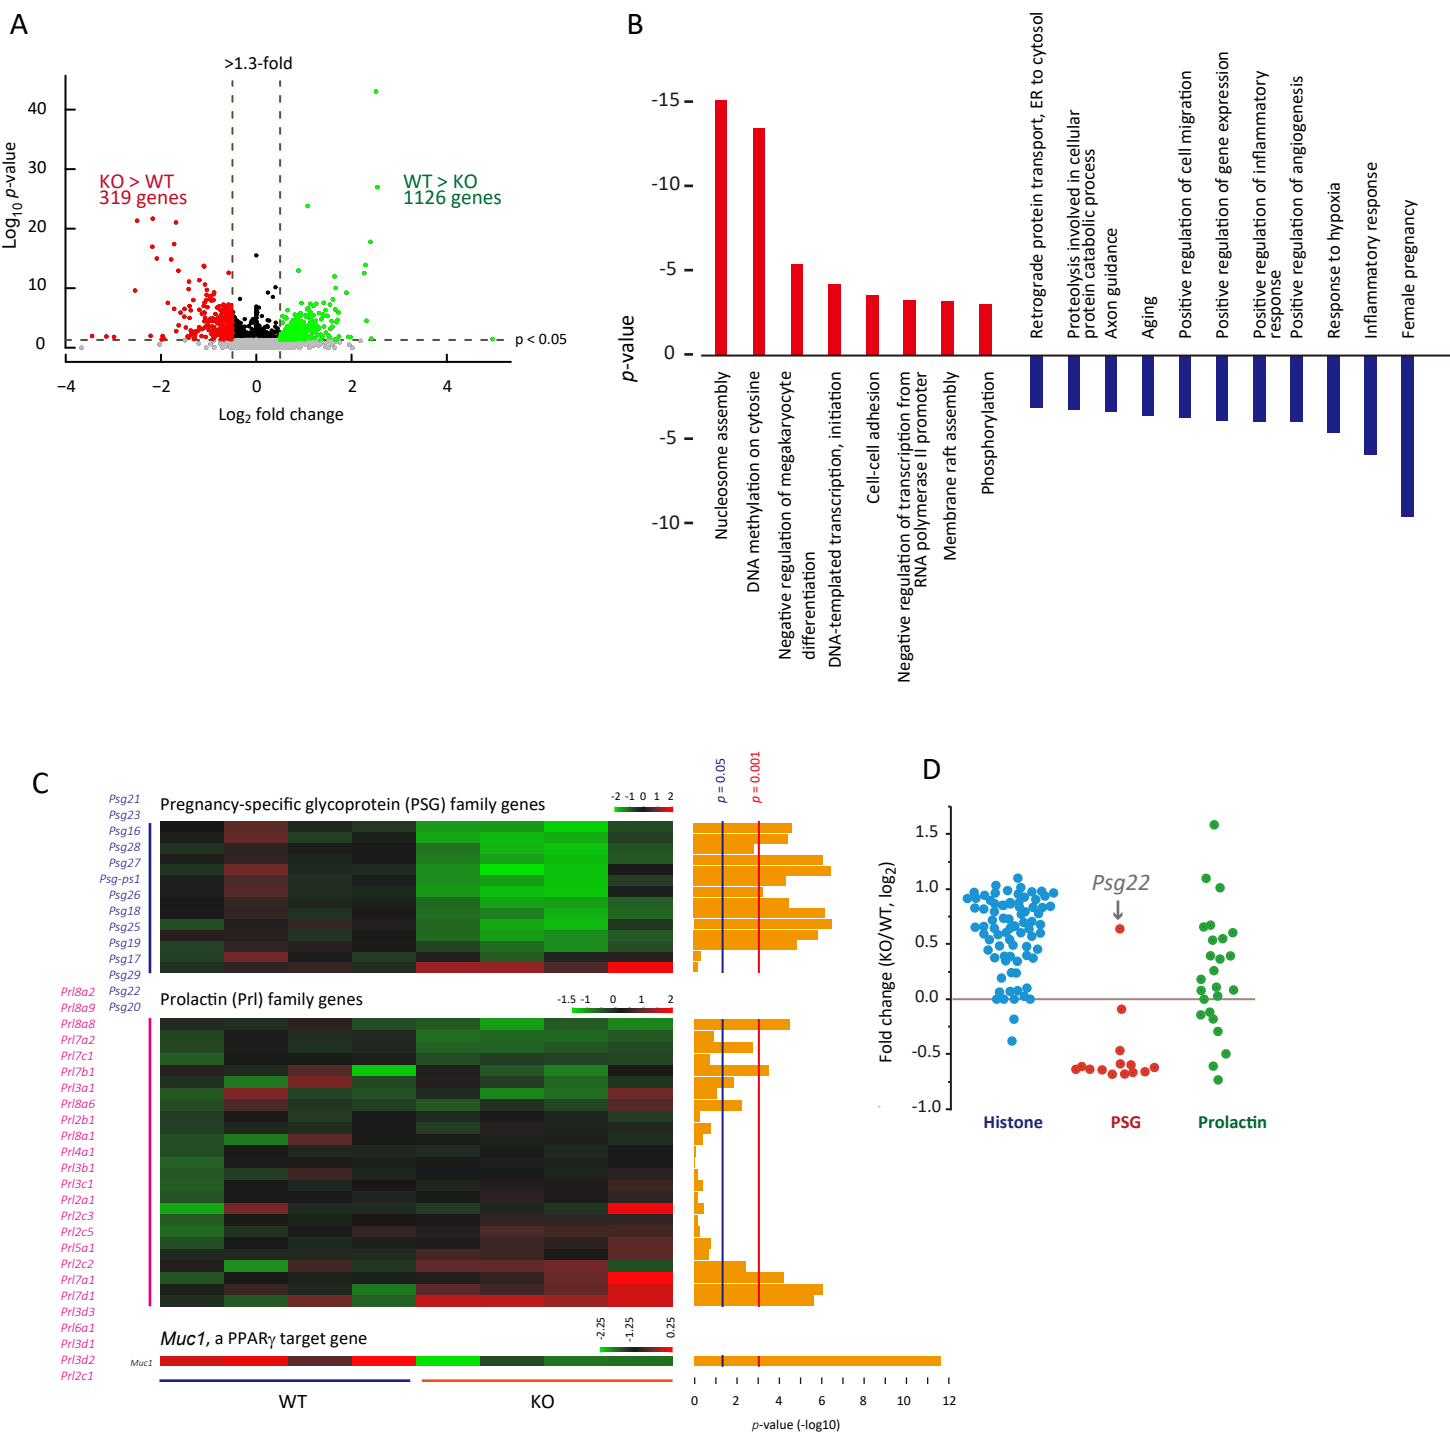 A
>1.3-fold
Log10 p-value
40
30
20
10
0
KO > WT
319 genes
WT > KO
1126 genes
p < 0.05
−4
−2
0
2
4
Log2 fold change
B
p-value
-15
-10
-5
0
-5
-10
Nucleosome assembly
DNA methylation on cytosine
Negative regulation of megakaryocyte
differentiation
DNA-templated transcription, initiation
Cell-cell adhesion
Negative regulation of transcription from
RNA polymerase II promoter
Membrane raft assembly
Phosphorylation
Retrograde protein transport, ER to cytosol
Proteolysis involved in cellular
protein catabolic process
Axon guidance
Aging
Positive regulation of cell migration
Positive regulation of gene expression
Positive regulation of inflammatory
response
Positive regulation of angiogenesis
Response to hypoxia
Inflammatory response
Female pregnancy
C
Pregnancy-specific glycoprotein (PSG) family genes
-2 -1 0 1 2
Psg21
Psg23
Psg16
Psg28
Psg27
Psg-ps1
Psg26
Psg18
Psg25
Psg19
Psg17
Psg29
Psg22
Psg20
Prolactin (Prl) family genes
-1.5 -1 0 1 2
Prl8a2
Prl8a9
Prl8a8
Prl7a2
Prl7c1
Prl7b1
Prl3a1
Prl8a6
Prl2b1
Prl8a1
Prl4a1
Prl3b1
Prl3c1
Prl2a1
Prl2c3
Prl2c5
Prl5a1
Prl2c2
Prl7a1
Prl7d1
Prl3d3
Prl6a1
Prl3d1
Prl3d2
Prl2c1
Muc1, a PPARγ target gene
-2.25
-1.25
0.25
Muc1
WT
KO
p = 0.05
p = 0.001
0 2 4 6 8 10 12
p-value (-log10)
D
Fold change (KO/WT, log2)
1.5
1.0
0.5
0.0
-0.5
-1.0
Psg22
Histone
PSG
Prolactin